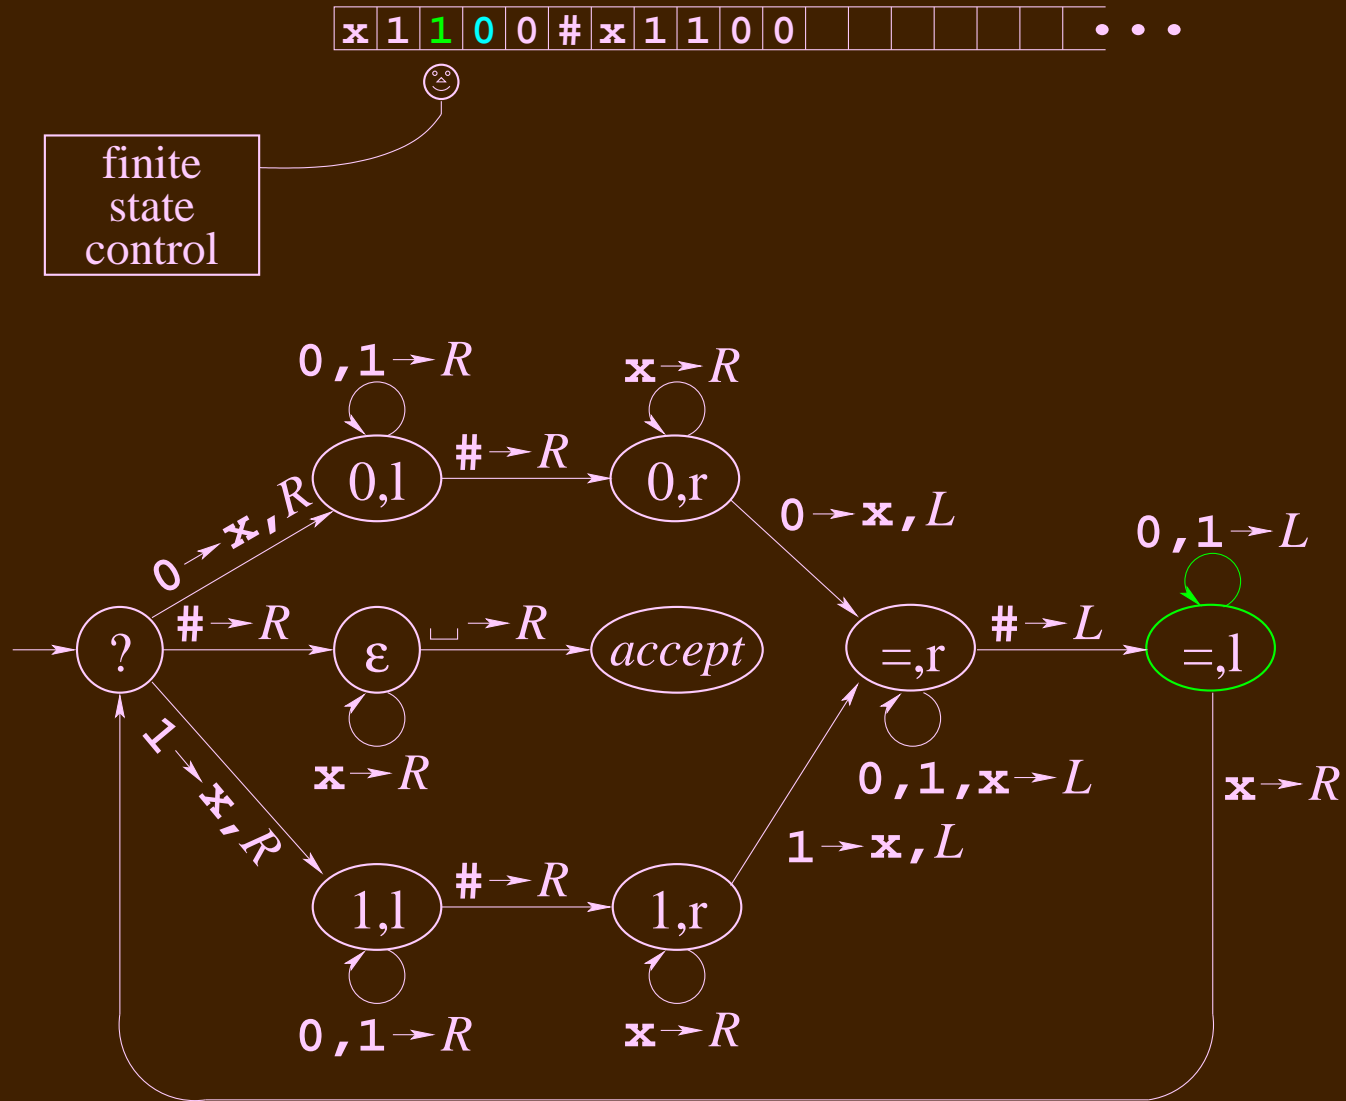 x 1 1 0 0 # x 1 1 0 0 • • •
finite
state
control
0,1→R
x→R
0,l
#→R
0,r
0→x,R
0→x,L
0,1→L
?
#→R
ε
␣→R
accept
=,r
#→L
=,l
x→R
0,1,x→L
x→R
1→x,R
1→x,L
1,l
#→R
1,r
0,1→R
x→R